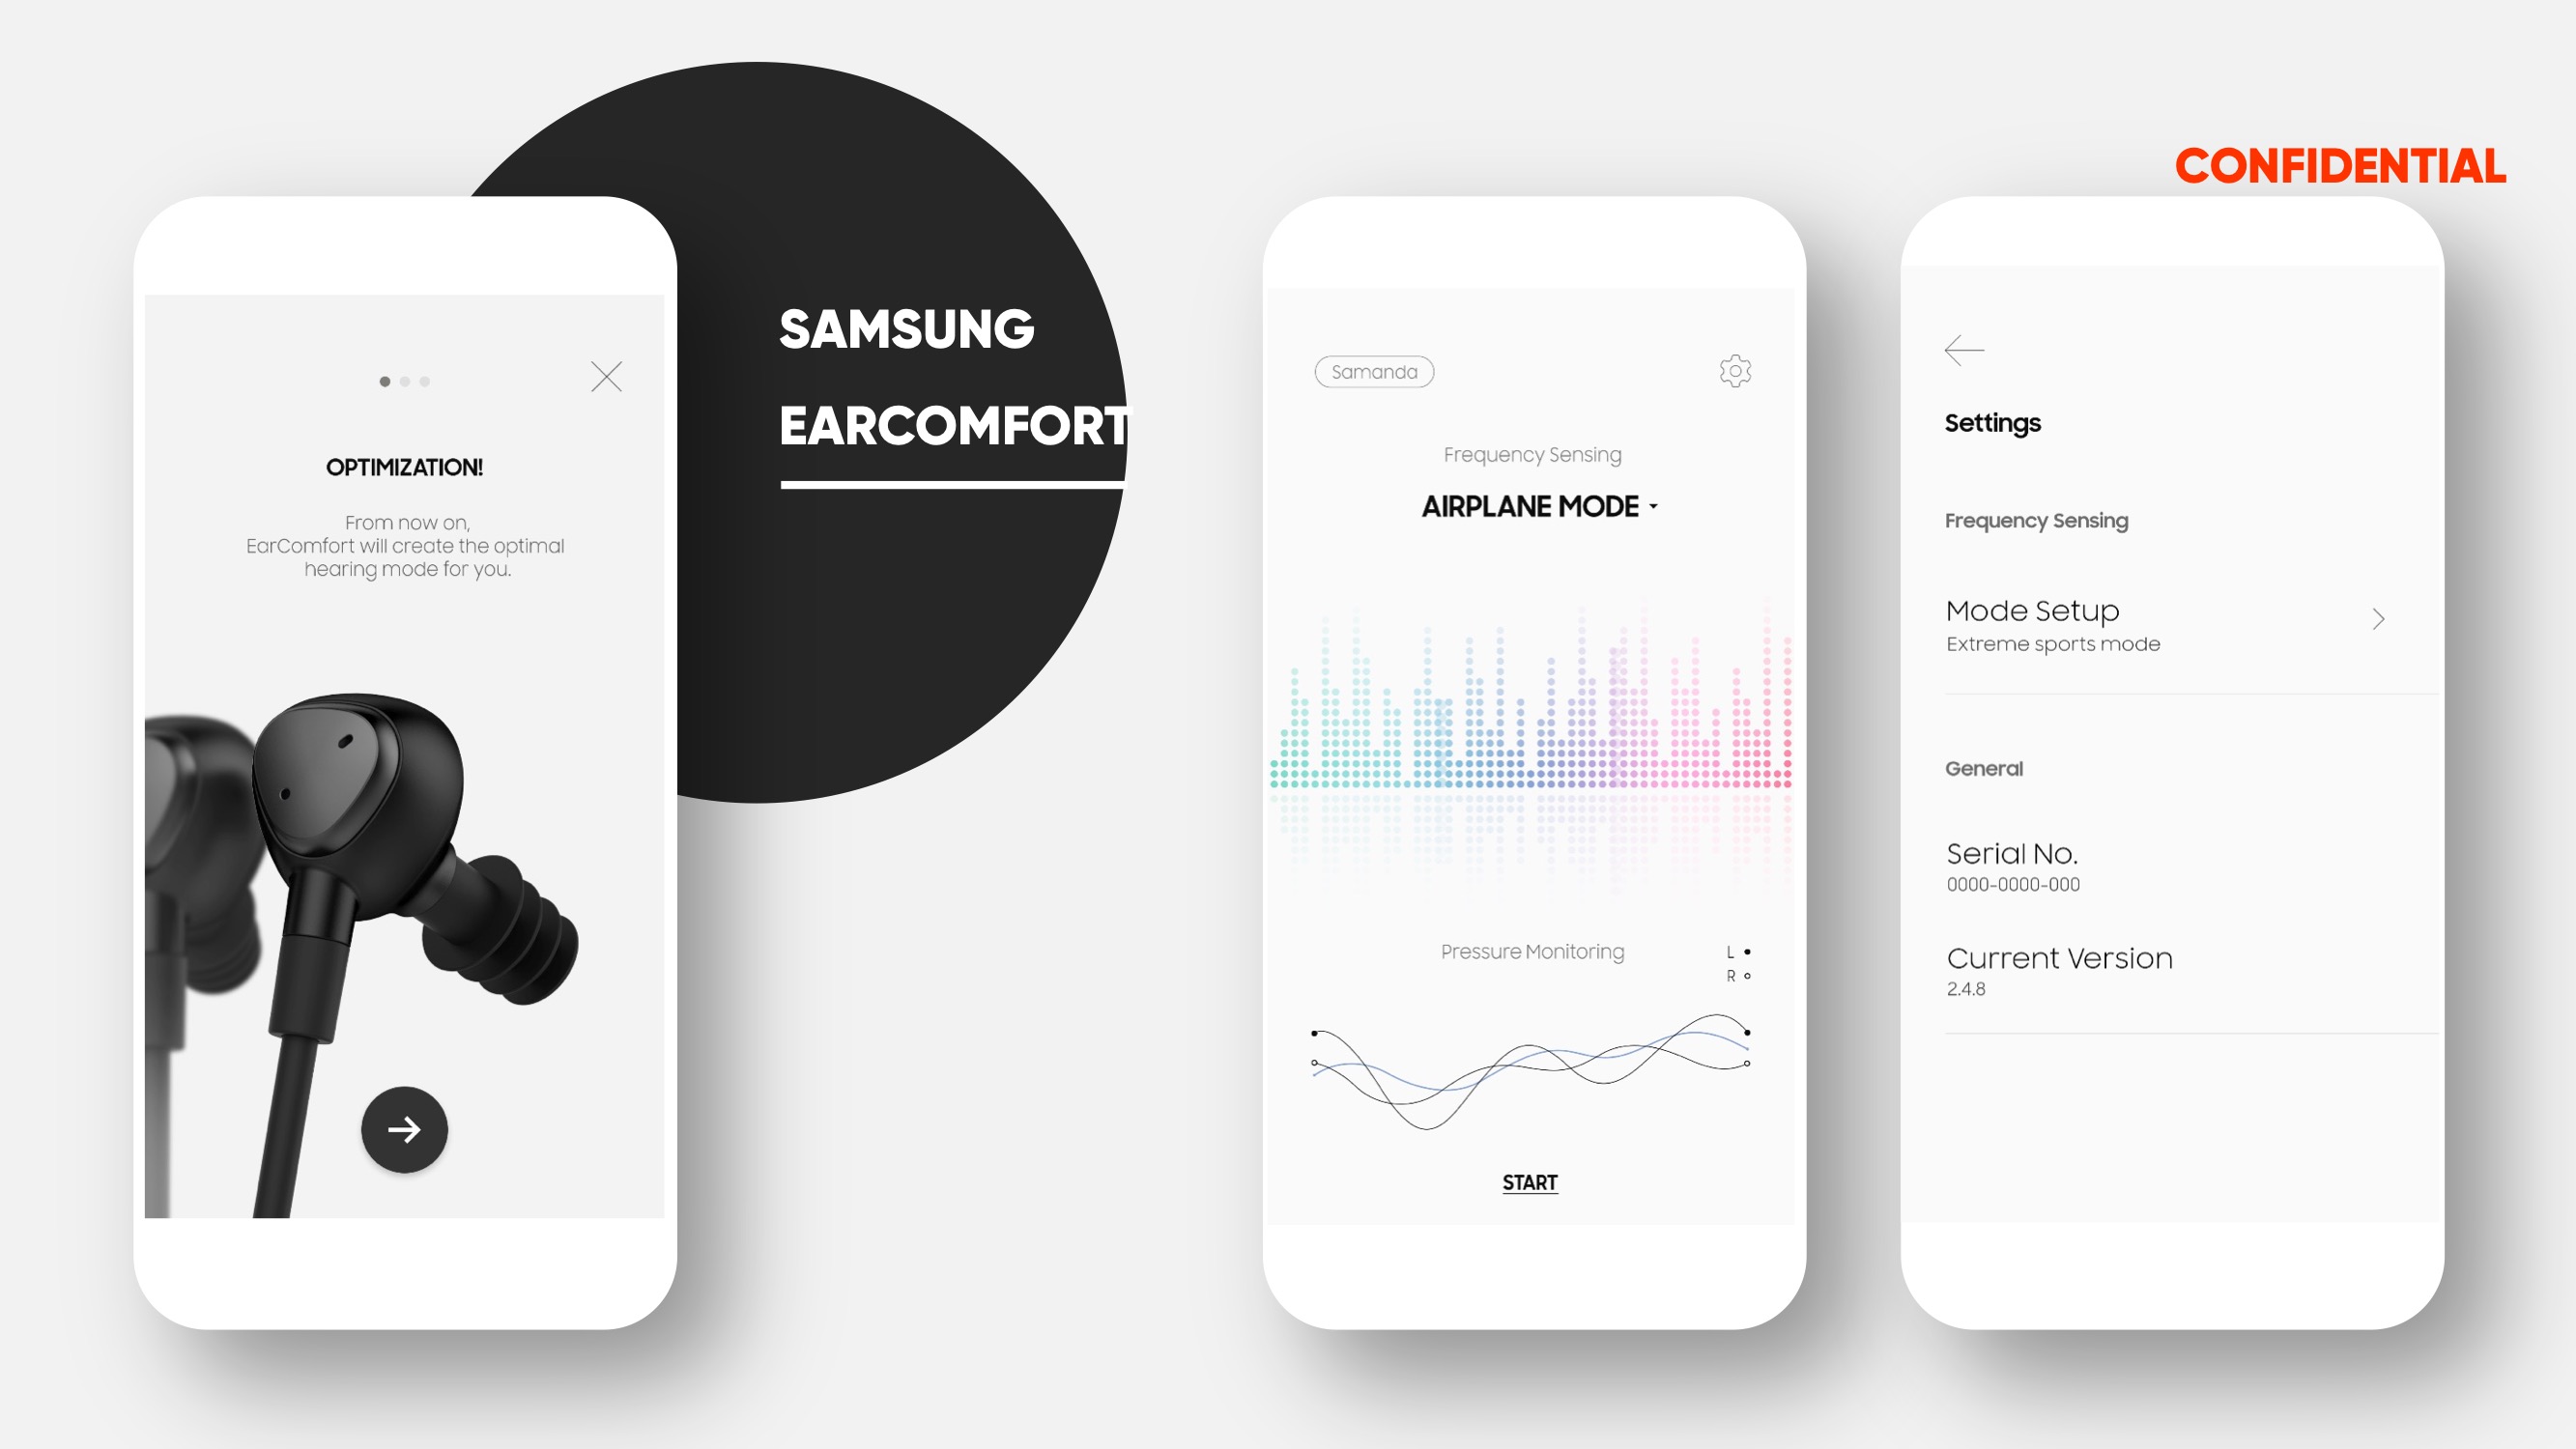 CONFIDENTIAL
SAMSUNG
EARCOMFORT
OPTIMIZATION!
From now on,
EarComfort will create the optimal
hearing mode for you.
Samanda
Frequency Sensing
AIRPLANE MODE
Pressure Monitoring
L
R
START
Settings
Frequency Sensing
Mode Setup
Extreme sports mode
General
Serial No.
0000-0000-000
Current Version
2.4.8